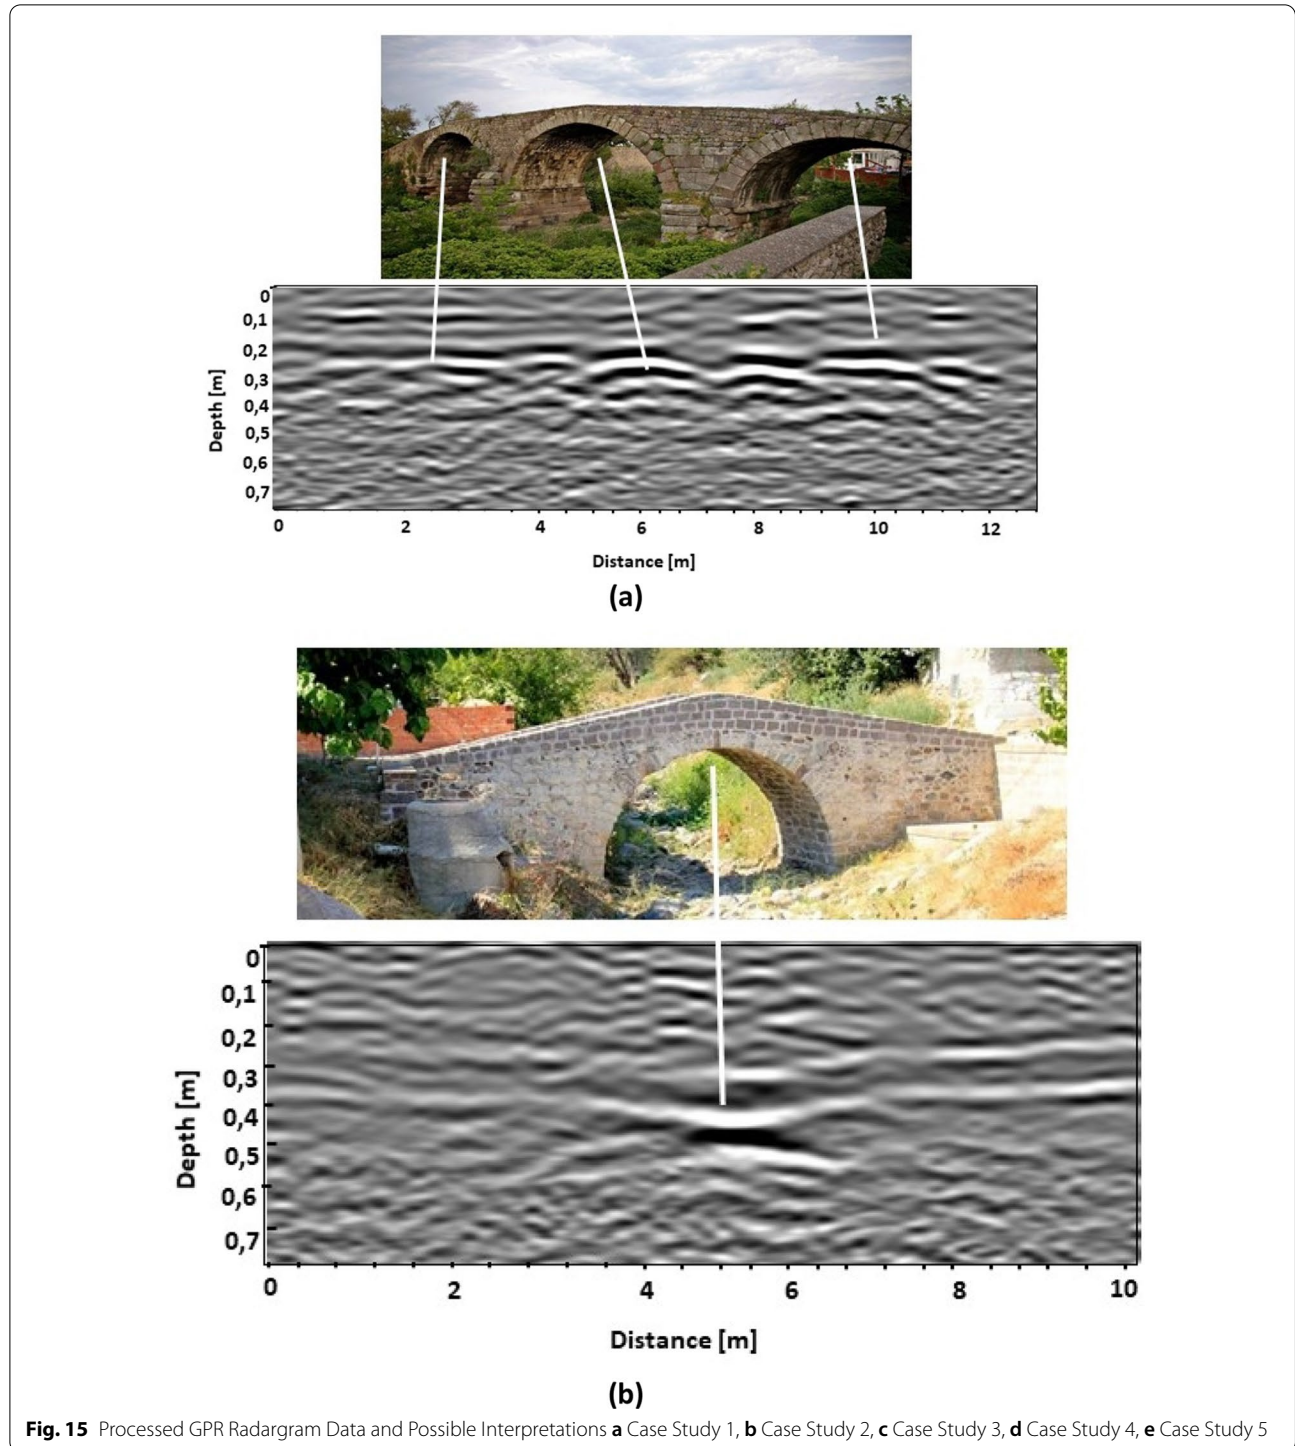 0
0,1
0,2
0,3
0,4
0,5
0,6
0,7
Depth [m]
0 2 4 6 8 10 12
Distance [m]
(a)
0
0,1
0,2
0,3
0,4
0,5
0,6
0,7
Depth [m]
0 2 4 6 8 10
Distance [m]
(b)
Fig. 15 Processed GPR Radargram Data and Possible Interpretations a Case Study 1, b Case Study 2, c Case Study 3, d Case Study 4, e Case Study 5